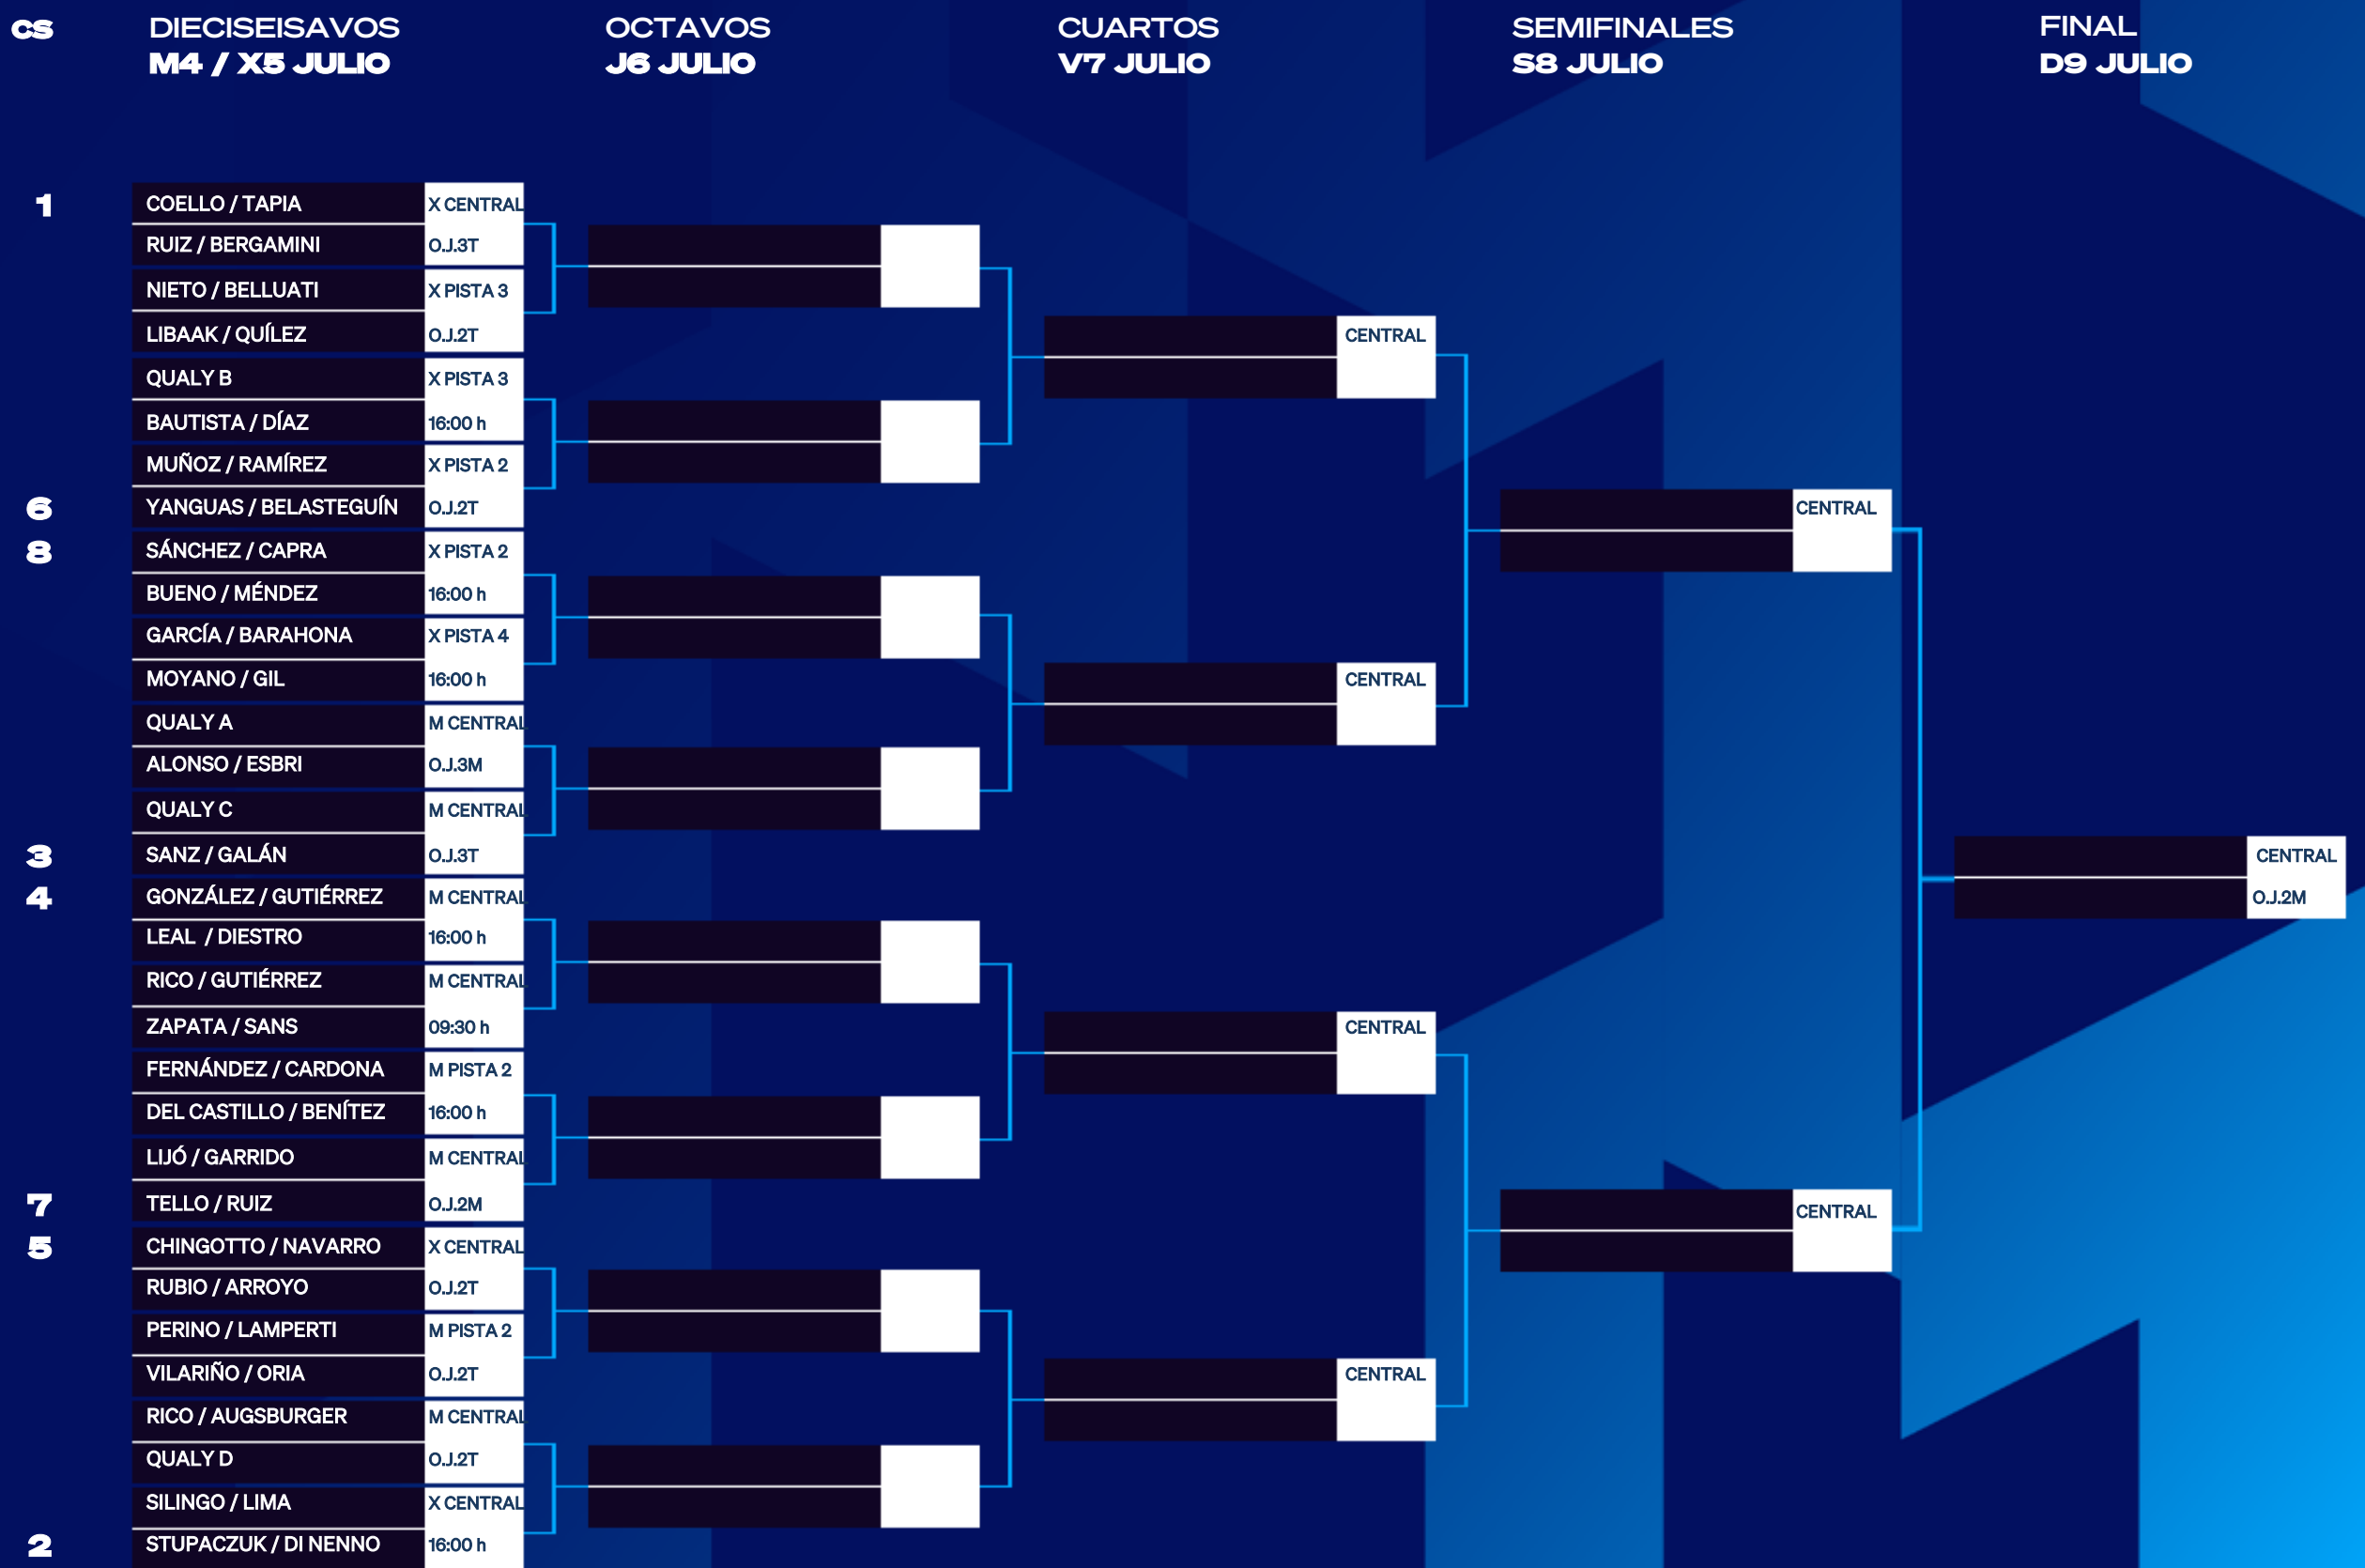 CS
DIECISEISAVOS
M4 / X5 JULIO
OCTAVOS
J6 JULIO
CUARTOS
V7 JULIO
SEMIFINALES
S8 JULIO
FINAL
D9 JULIO
1 COELLO / TAPIA X CENTRAL
RUIZ / BERGAMINI O.J.3T
NIETO / BELLUATI X PISTA 3
LIBAAK / QUÍLEZ O.J.2T
CENTRAL
QUALY B X PISTA 3
BAUTISTA / DÍAZ 16:00 h
MUÑOZ / RAMÍREZ X PISTA 2
6 YANGUAS / BELASTEGUÍN O.J.2T
CENTRAL
8 SÁNCHEZ / CAPRA X PISTA 2
BUENO / MÉNDEZ 16:00 h
GARCÍA / BARAHONA X PISTA 4
MOYANO / GIL 16:00 h
CENTRAL
QUALY A M CENTRAL
ALONSO / ESBRI O.J.3M
QUALY C M CENTRAL
3 SANZ / GALÁN O.J.3T
CENTRAL
4 GONZÁLEZ / GUTIÉRREZ M CENTRAL
O.J.2M
LEAL / DIESTRO 16:00 h
RICO / GUTIÉRREZ M CENTRAL
ZAPATA / SANS 09:30 h
CENTRAL
FERNÁNDEZ / CARDONA M PISTA 2
DEL CASTILLO / BENÍTEZ 16:00 h
LIJÓ / GARRIDO M CENTRAL
7 TELLO / RUIZ O.J.2M
CENTRAL
5 CHINGOTTO / NAVARRO X CENTRAL
RUBIO / ARROYO O.J.2T
PERINO / LAMPERTI M PISTA 2
VILARIÑO / ORIA O.J.2T
CENTRAL
RICO / AUGSBURGER M CENTRAL
QUALY D O.J.2T
SILINGO / LIMA X CENTRAL
2 STUPACZUK / DI NENNO 16:00 h